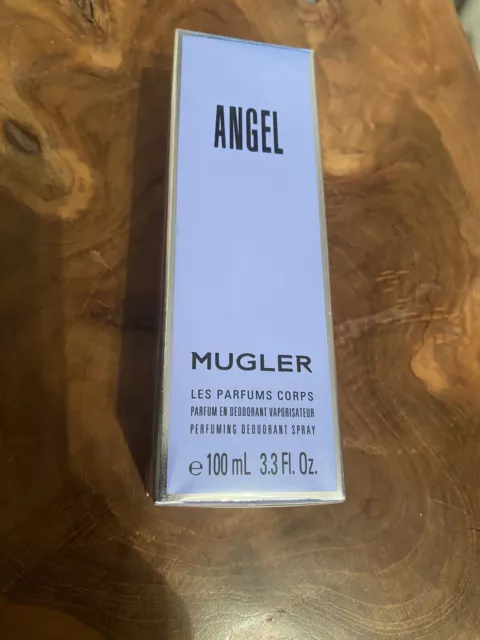 ANGEL
MUGLER
LES PARFUMS CORPS
PARFUM EN DEODORANT VAPORISATEUR
PERFUMING DEODORANT SPRAY
e 100 mL 3.3 Fl. Oz.